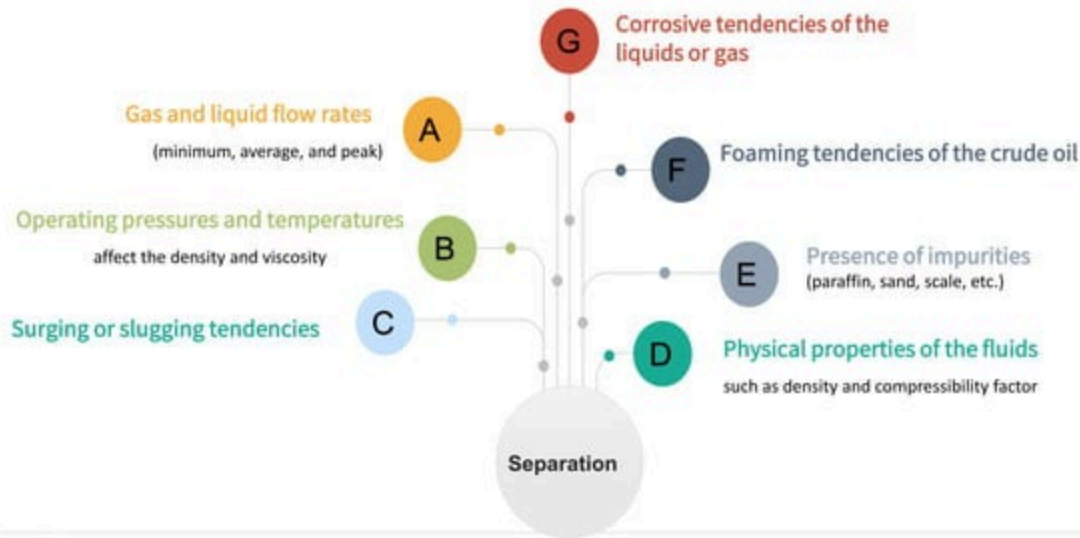 G
Corrosive tendencies of the
liquids or gas
A
Gas and liquid flow rates
(minimum, average, and peak)
F
Foaming tendencies of the crude oil
B
Operating pressures and temperatures
affect the density and viscosity
E
Presence of impurities
(paraffin, sand, scale, etc.)
C
Surging or slugging tendencies
D
Physical properties of the fluids
such as density and compressibility factor
Separation